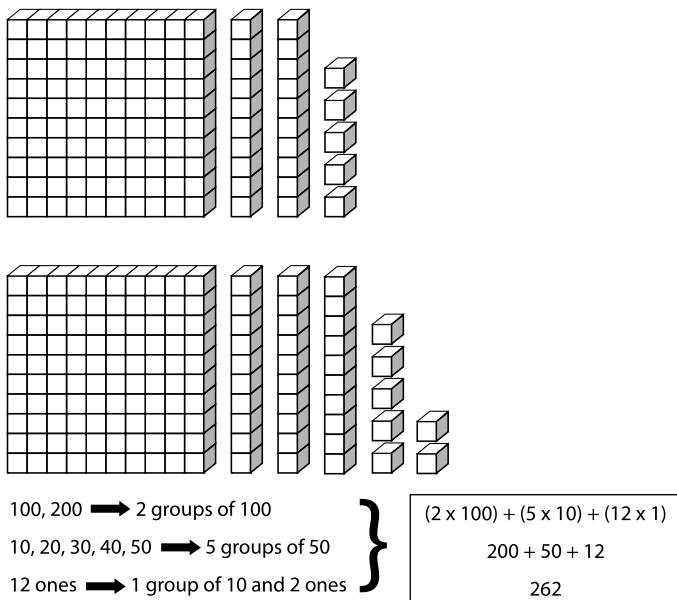 100, 200 ➡ 2 groups of 100
10, 20, 30, 40, 50 ➡ 5 groups of 50
12 ones ➡ 1 group of 10 and 2 ones
(2 x 100) + (5 x 10) + (12 x 1)
200 + 50 + 12
262